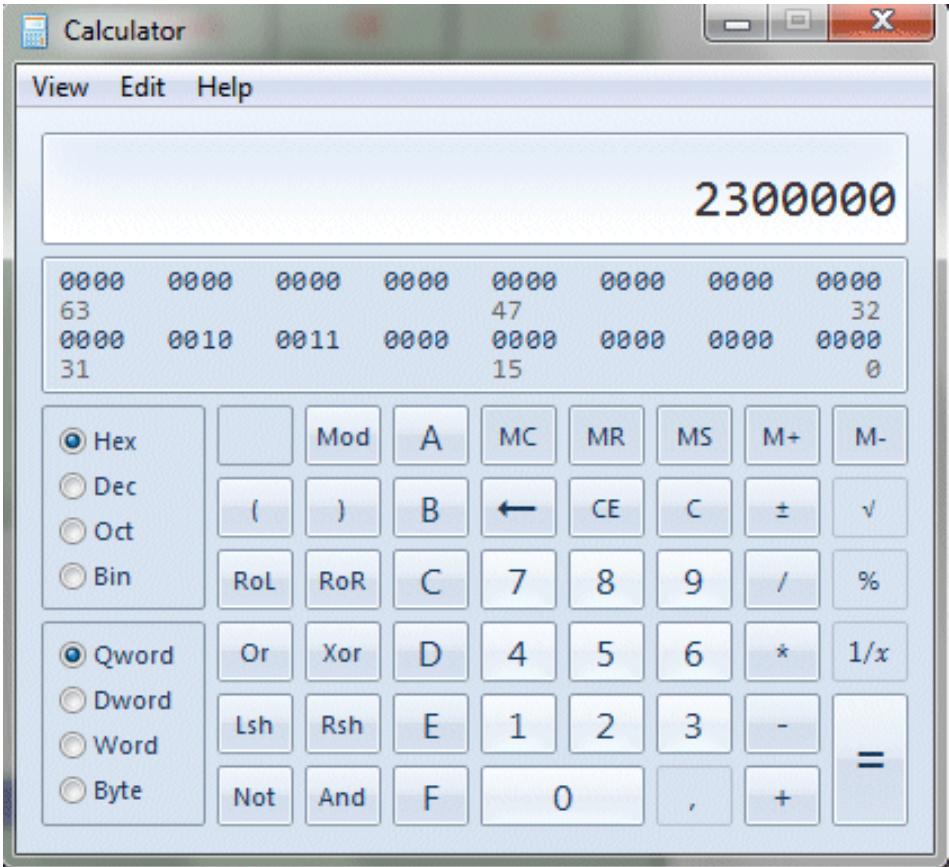 Calculator
View Edit Help
2300000
0000 0000 0000 0000 0000 0000 0000 0000
63 47 32
0000 0010 0011 0000 0000 0000 0000 0000
31 15 0
Hex Mod A MC MR MS M+ M-
Dec
( ) B ← CE C ± √
Oct
Bin RoL RoR C 7 8 9 / %
Qword Or Xor D 4 5 6 * 1/x
Dword
Lsh Rsh E 1 2 3 - =
Word
Byte Not And F 0 , +